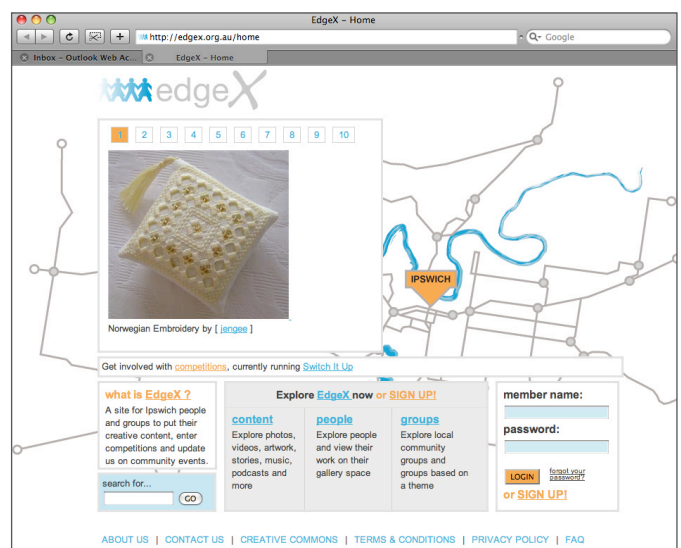 EdgeX - Home
http://edgex.org.au/home
Google
Inbox - Outlook Web Ac...
EdgeX - Home
edgeX
1 2 3 4 5 6 7 8 9 10
IPSWICH
Norwegian Embroidery by [ jengee ]
Get involved with competitions, currently running Switch It Up
what is EdgeX ?
A site for Ipswich people
and groups to put their
creative content, enter
competitions and update
us on community events.
search for...
GO
Explore EdgeX now or SIGN UP!
content
Explore photos,
videos, artwork,
stories, music,
podcasts and
more
people
Explore people
and view their
work on their
gallery space
groups
Explore local
community
groups and
groups based on
a theme
member name:
password:
LOGIN
forgot your
password?
or SIGN UP!
ABOUT US | CONTACT US | CREATIVE COMMONS | TERMS & CONDITIONS | PRIVACY POLICY | FAQ